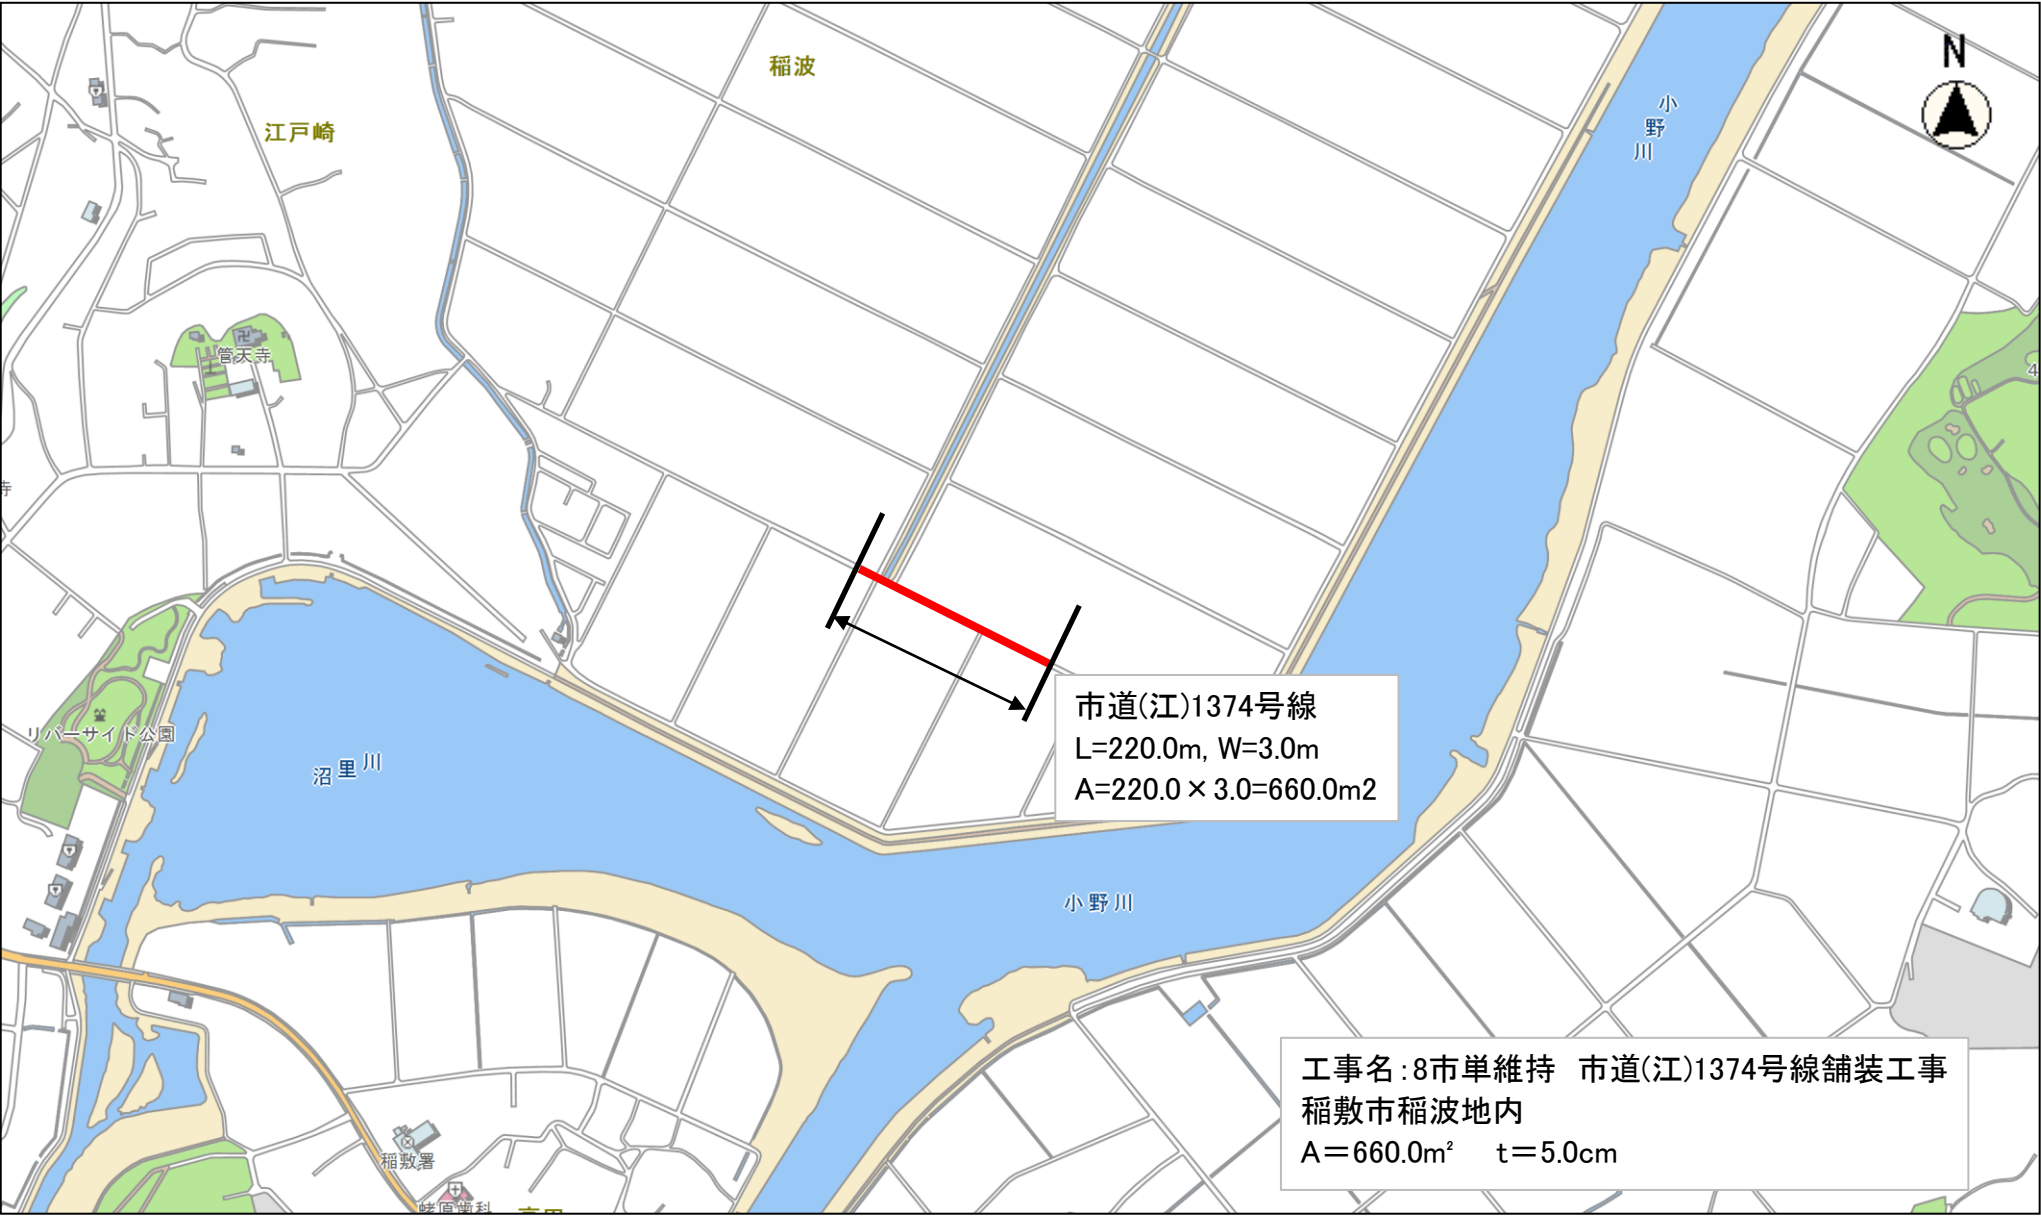 稲波
N
江戸崎
小野川
管天寺
4
寺
市道(江)1374号線
L=220.0m, W=3.0m
A=220.0×3.0=660.0m2
リバーサイド公園
沼里川
小野川
工事名:8市単維持　市道(江)1374号線舗装工事
稲敷市稲波地内
A=660.0m²　t=5.0cm
稲敷署